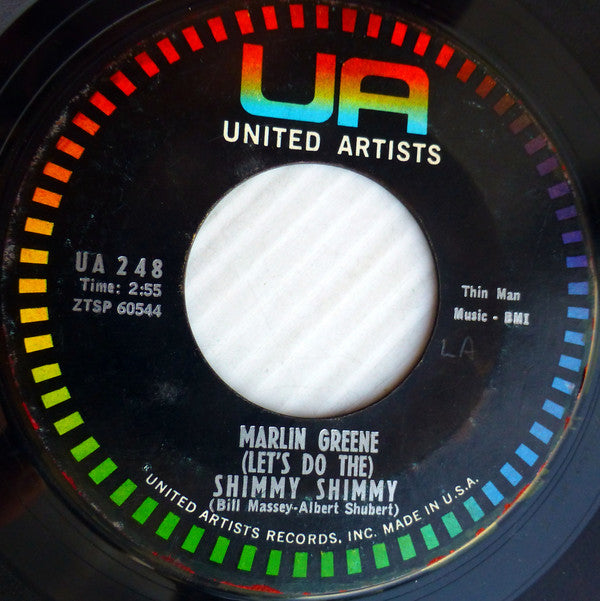 UA
UNITED ARTISTS
UA 248
Time: 2:55
ZTSP 60544
Thin Man
Music - BMI
LA
MARLIN GREENE
(LET'S DO THE)
SHIMMY SHIMMY
(Bill Massey-Albert Shubert)
®UNITED ARTISTS RECORDS, INC. MADE IN U.S.A.